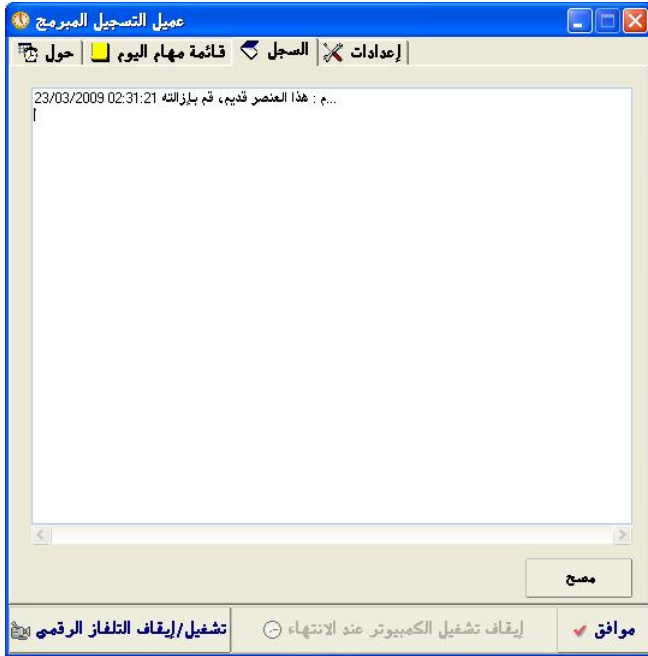 عميل التسجيل المبرمج
إعدادات
السجل
قائمة مهام اليوم
حول
23/03/2009 02:31:21 م : هذا العنصر قديم، قم بإزالته...
مسح
موافق
إيقاف تشغيل الكمبيوتر عند الانتهاء
تشغيل/إيقاف التلفاز الرقمي